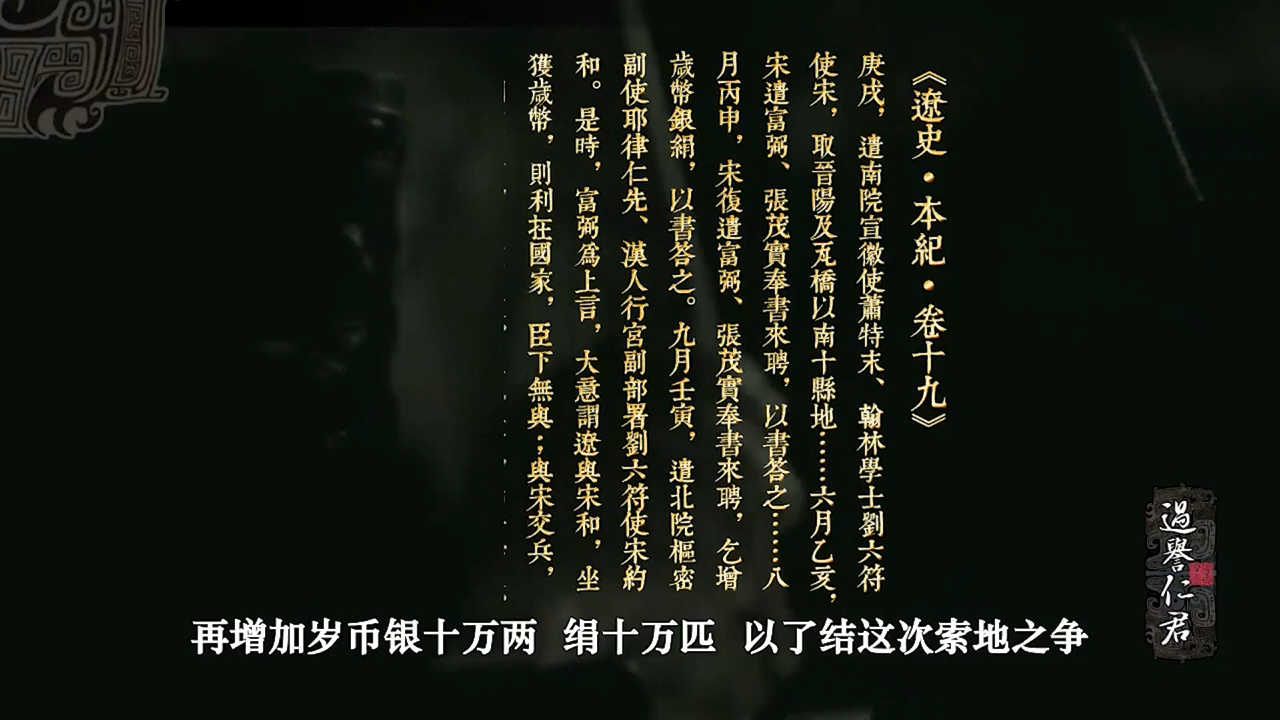 《遼史·本紀·卷十九》
庚戌，遣南院宣徽使蕭特末、翰林學士劉六符
使宋，取晉陽及瓦橋以南十縣地……六月乙亥，
宋遣富弼、張茂實奉書來聘，以書答之……八
月丙申，宋復遣富弼、張茂實奉書來聘，乞增
歲幣銀絹，以書答之。九月壬寅，遣北院樞密
副使耶律仁先、漢人行宮副部署劉六符使宋約
和。是時，富弼爲上言，大意謂遼與宋和，坐
獲歲幣，則利在國家，臣下無與；與宋交兵，
過譽仁君
再增加岁币银十万两 绢十万匹 以了结这次索地之争